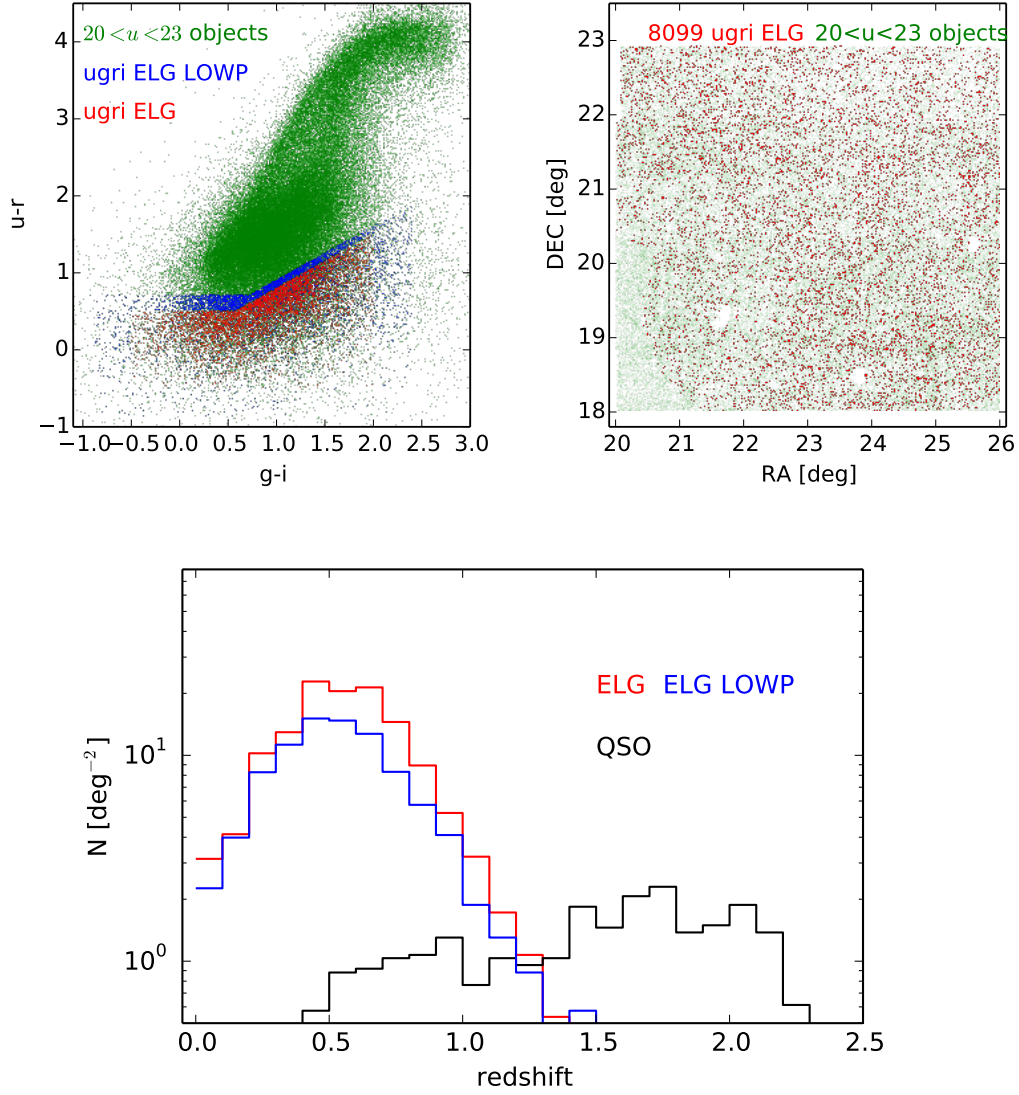 20<u<23 objects
ugri ELG LOWP
ugri ELG
u-r
4
3
2
1
0
−1
−1.0 −0.5 0.0 0.5 1.0 1.5 2.0 2.5 3.0
g-i
8099 ugri ELG 20<u<23 objects
DEC [deg]
23
22
21
20
19
18
20 21 22 23 24 25 26
RA [deg]
ELG ELG LOWP
QSO
N [deg⁻²]
10¹
10⁰
0.0 0.5 1.0 1.5 2.0 2.5
redshift